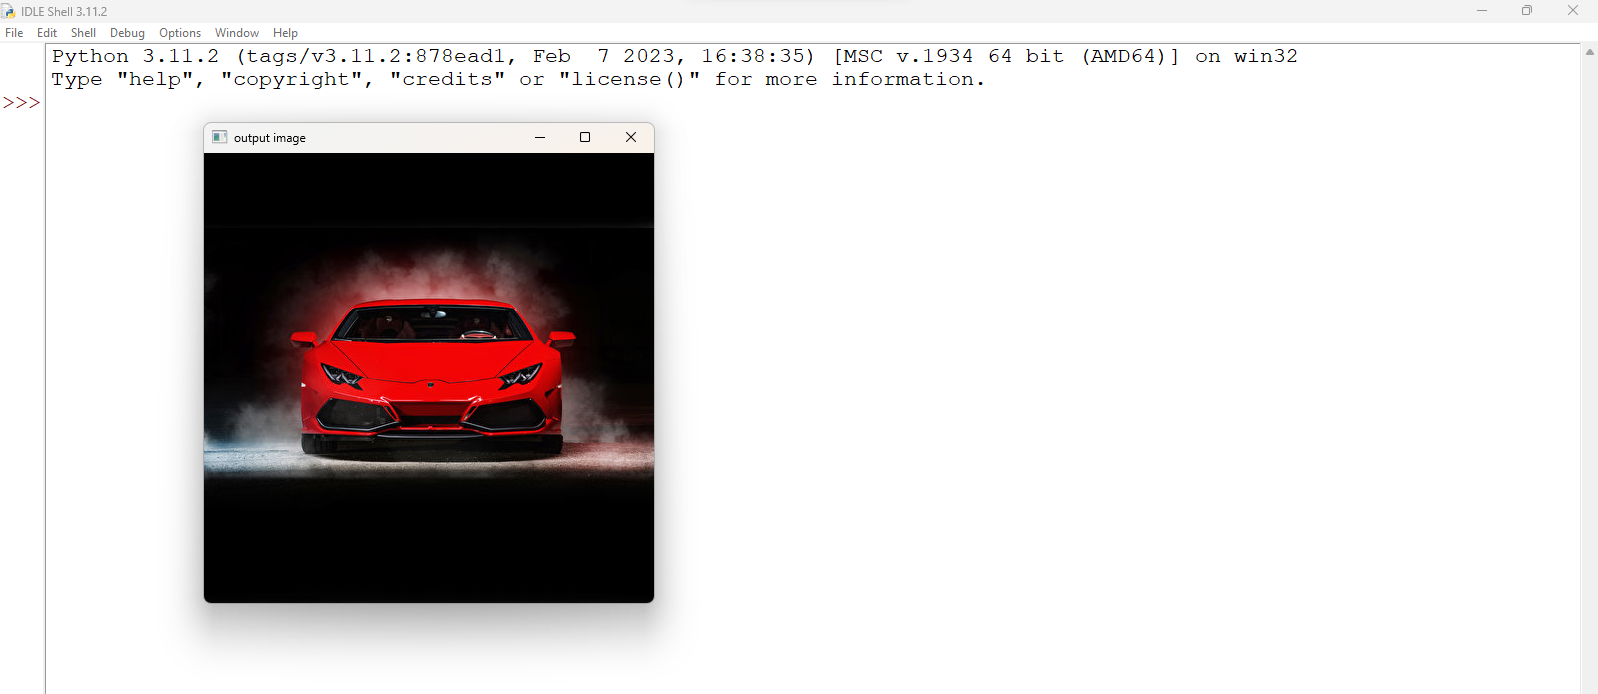 IDLE Shell 3.11.2
File Edit Shell Debug Options Window Help
Python 3.11.2 (tags/v3.11.2:878ead1, Feb  7 2023, 16:38:35) [MSC v.1934 64 bit (AMD64)] on win32
Type "help", "copyright", "credits" or "license()" for more information.
>>>
output image